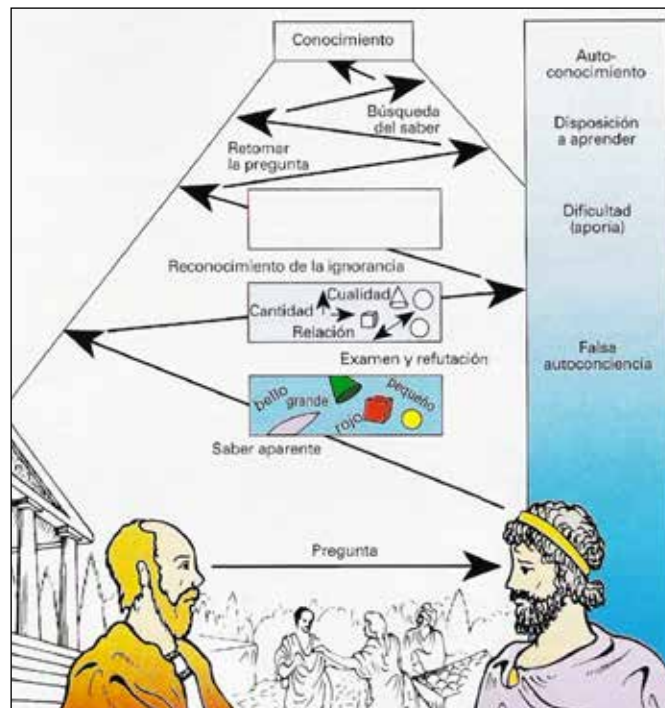 Conocimiento
Auto-
conocimiento
Búsqueda
del saber
Disposición
a aprender
Retomar
la pregunta
Dificultad
(aporía)
Reconocimiento de la ignorancia
Cualidad
Cantidad
Relación
Examen y refutación
Falsa
autoconciencia
bello
grande
pequeño
rojo
Saber aparente
Pregunta